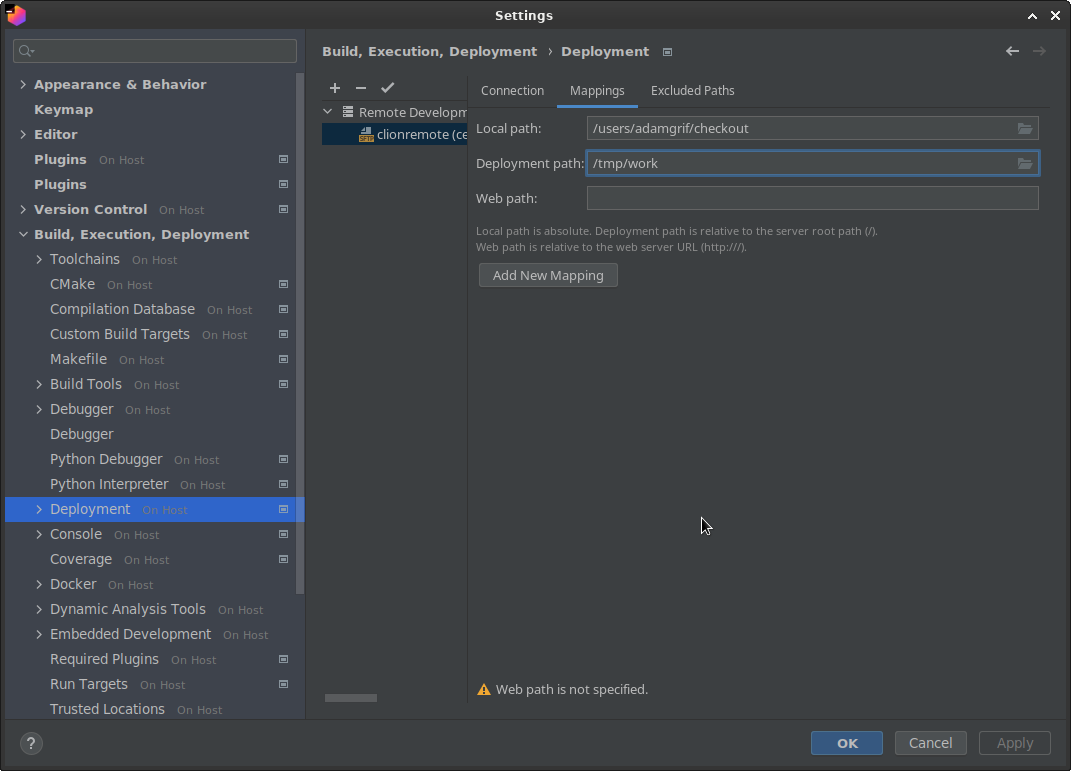 Settings
Appearance & Behavior
Keymap
Editor
Plugins On Host
Plugins
Version Control On Host
Build, Execution, Deployment
Toolchains On Host
CMake On Host
Compilation Database On Host
Custom Build Targets On Host
Makefile On Host
Build Tools On Host
Debugger On Host
Debugger
Python Debugger On Host
Python Interpreter On Host
Deployment On Host
Console On Host
Coverage On Host
Docker On Host
Dynamic Analysis Tools On Host
Embedded Development On Host
Required Plugins On Host
Run Targets On Host
Trusted Locations On Host
Build, Execution, Deployment › Deployment
Remote Developm
SFTP clionremote (ce
Connection Mappings Excluded Paths
Local path: /users/adamgrif/checkout
Deployment path: /tmp/work
Web path:
Local path is absolute. Deployment path is relative to the server root path (/).
Web path is relative to the web server URL (http:///).
Add New Mapping
Web path is not specified.
? OK Cancel Apply